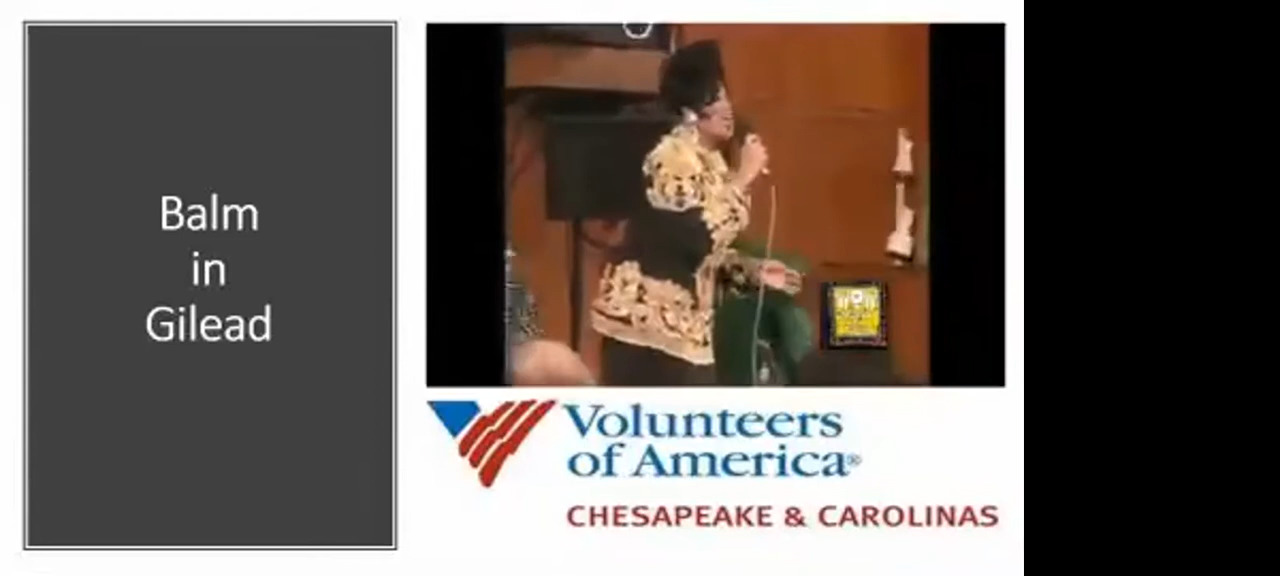 Balm
in
Gilead
Volunteers
of America®
CHESAPEAKE & CAROLINAS